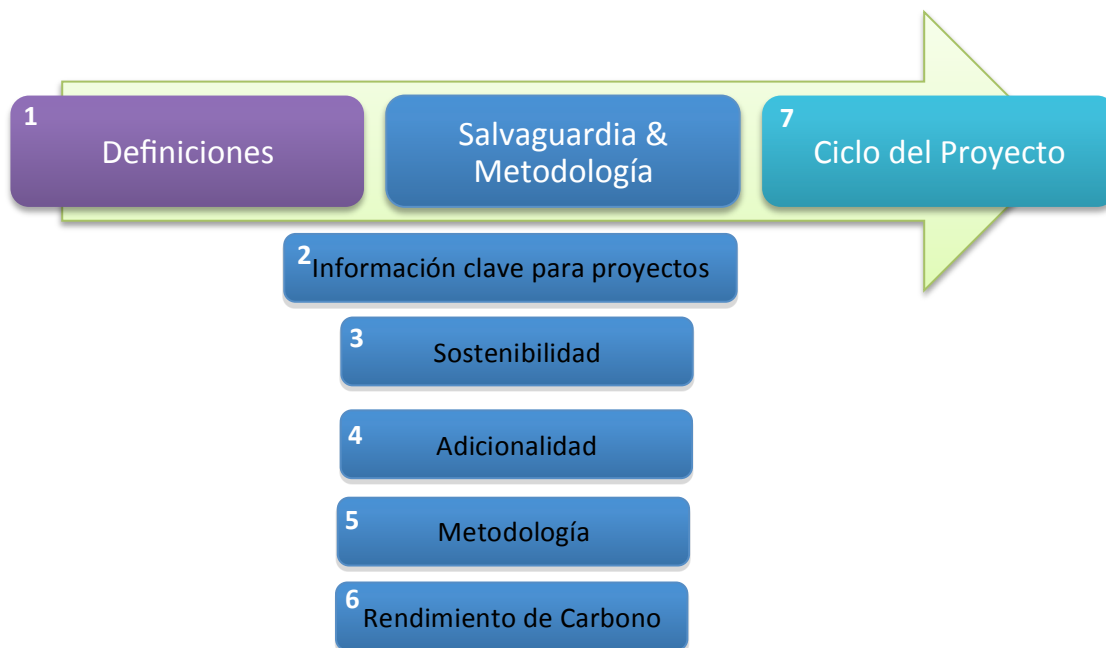 1
Definiciones
Salvaguardia &
Metodología
7
Ciclo del Proyecto
2
Información clave para proyectos
3
Sostenibilidad
4
Adicionalidad
5
Metodología
6
Rendimiento de Carbono